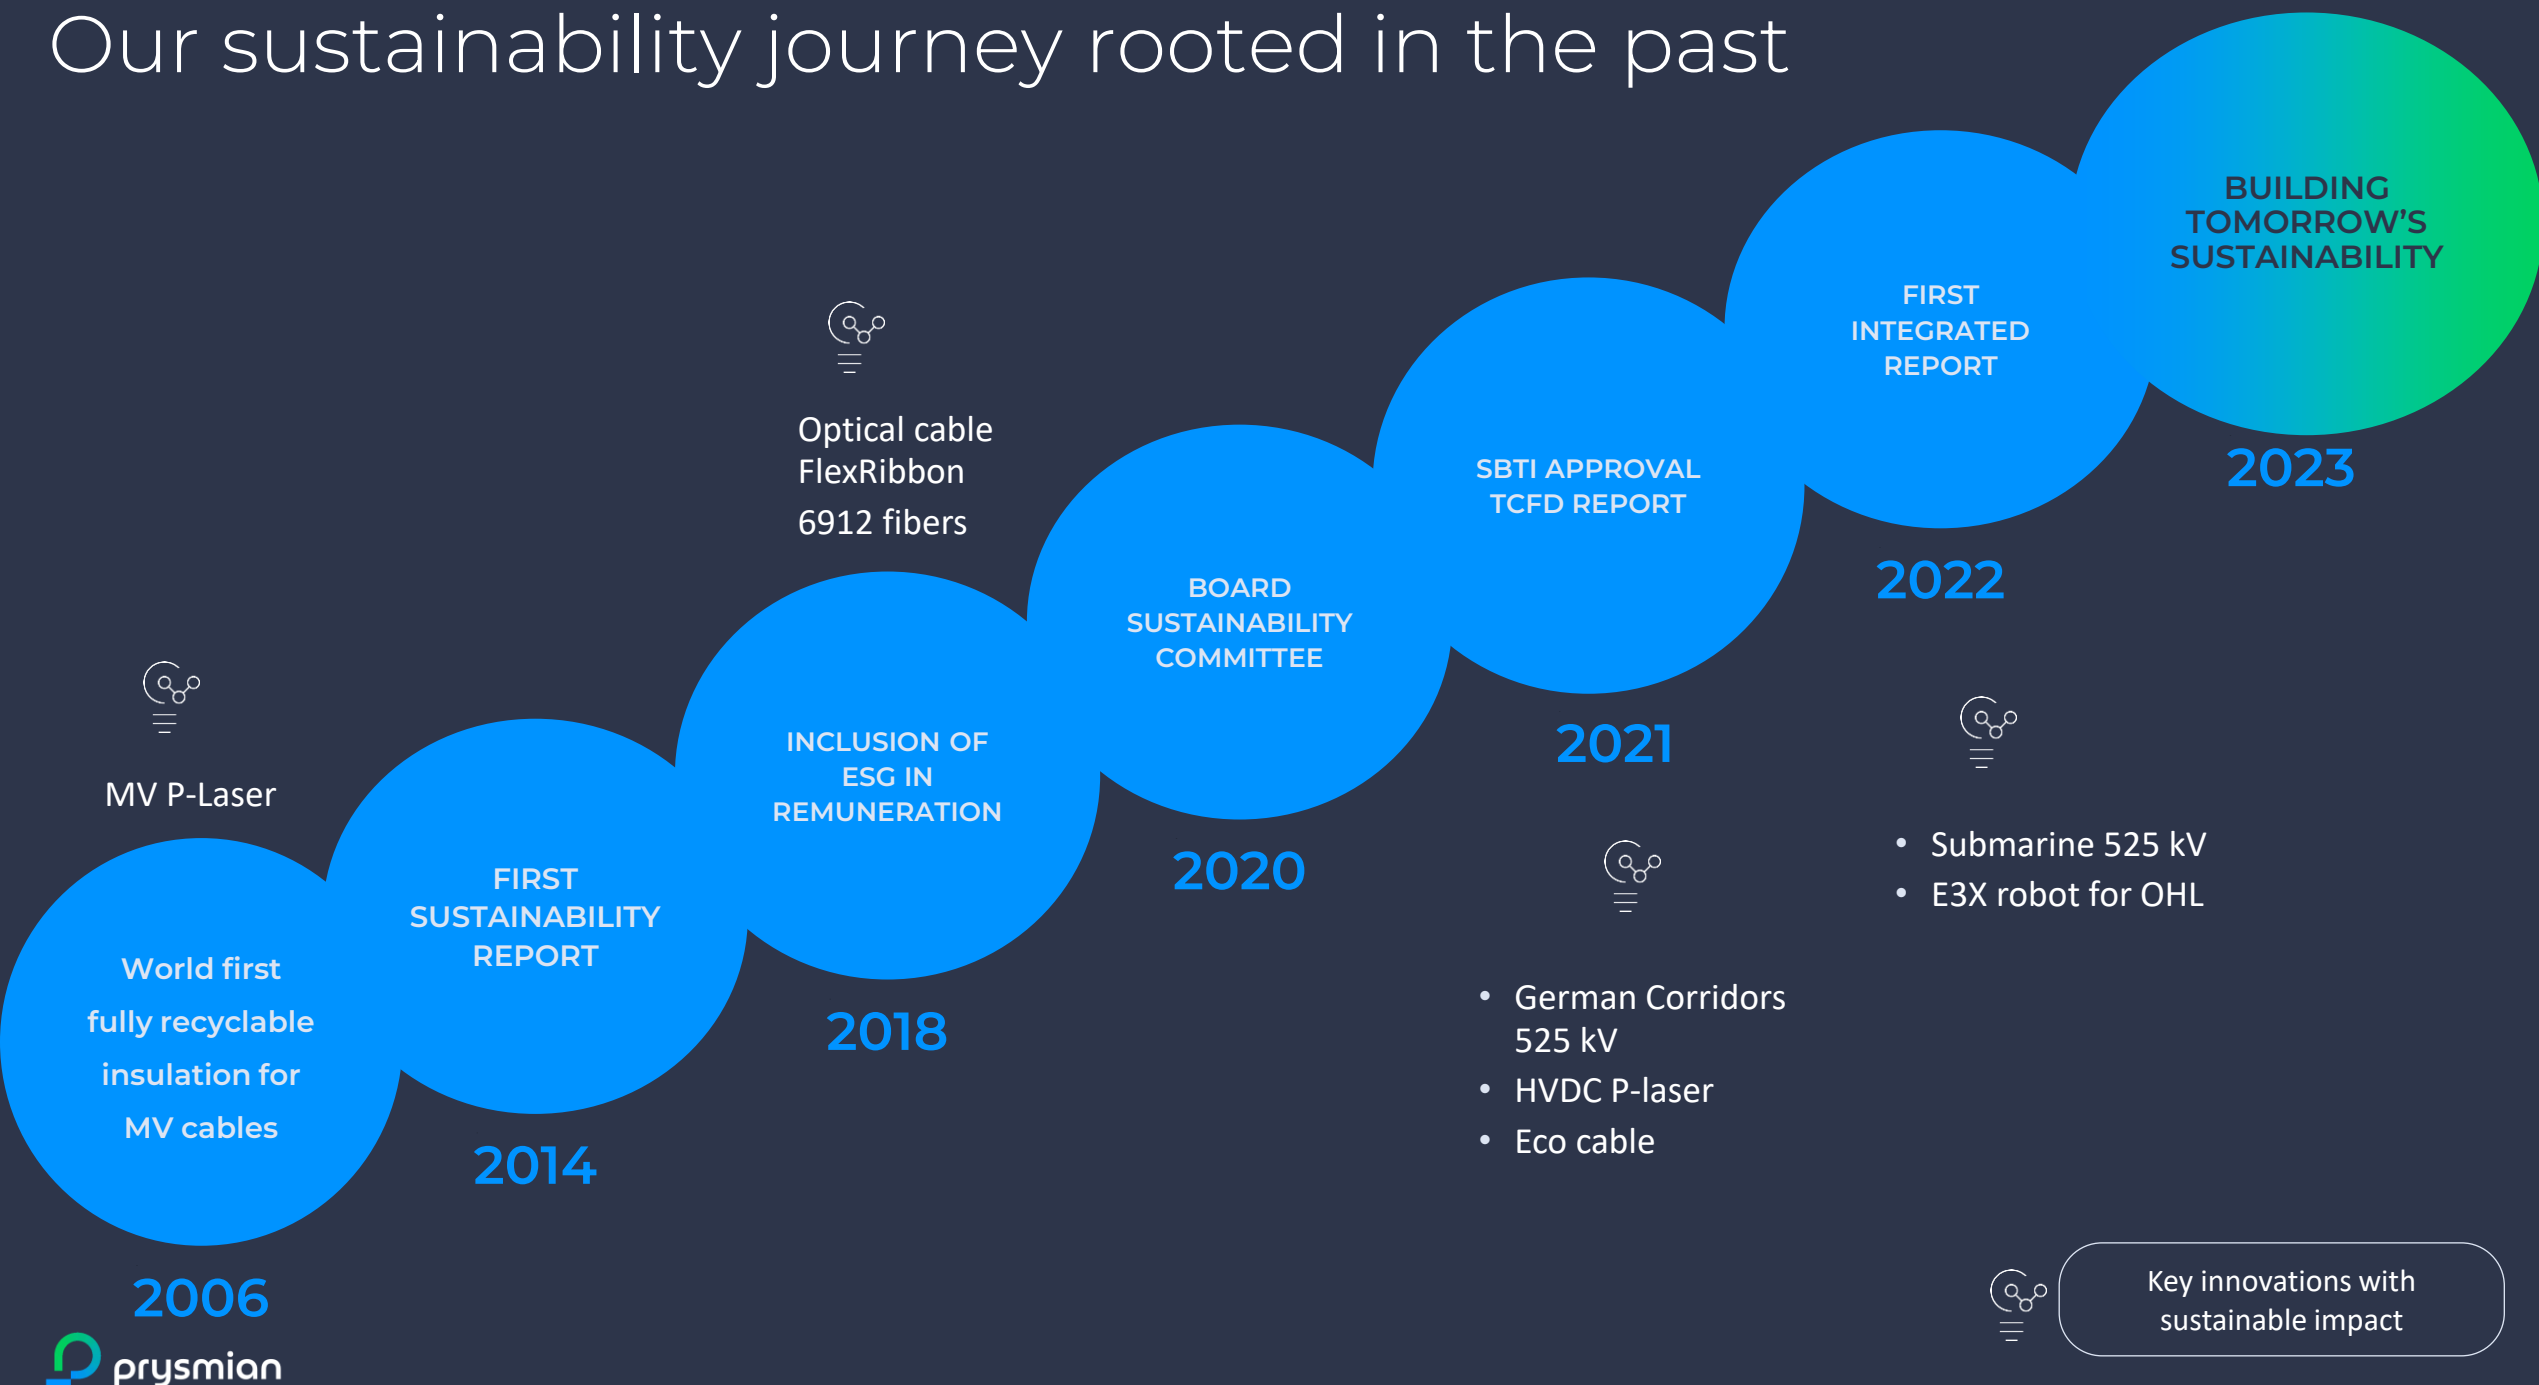 Our sustainability journey rooted in the past
MV P-Laser
World first
fully recyclable
insulation for
MV cables
2006
FIRST
SUSTAINABILITY
REPORT
2014
Optical cable
FlexRibbon
6912 fibers
INCLUSION OF
ESG IN
REMUNERATION
2018
BOARD
SUSTAINABILITY
COMMITTEE
2020
SBTI APPROVAL
TCFD REPORT
2021
• German Corridors
525 kV
• HVDC P-laser
• Eco cable
FIRST
INTEGRATED
REPORT
2022
• Submarine 525 kV
• E3X robot for OHL
BUILDING
TOMORROW’S
SUSTAINABILITY
2023
Key innovations with
sustainable impact
prysmian